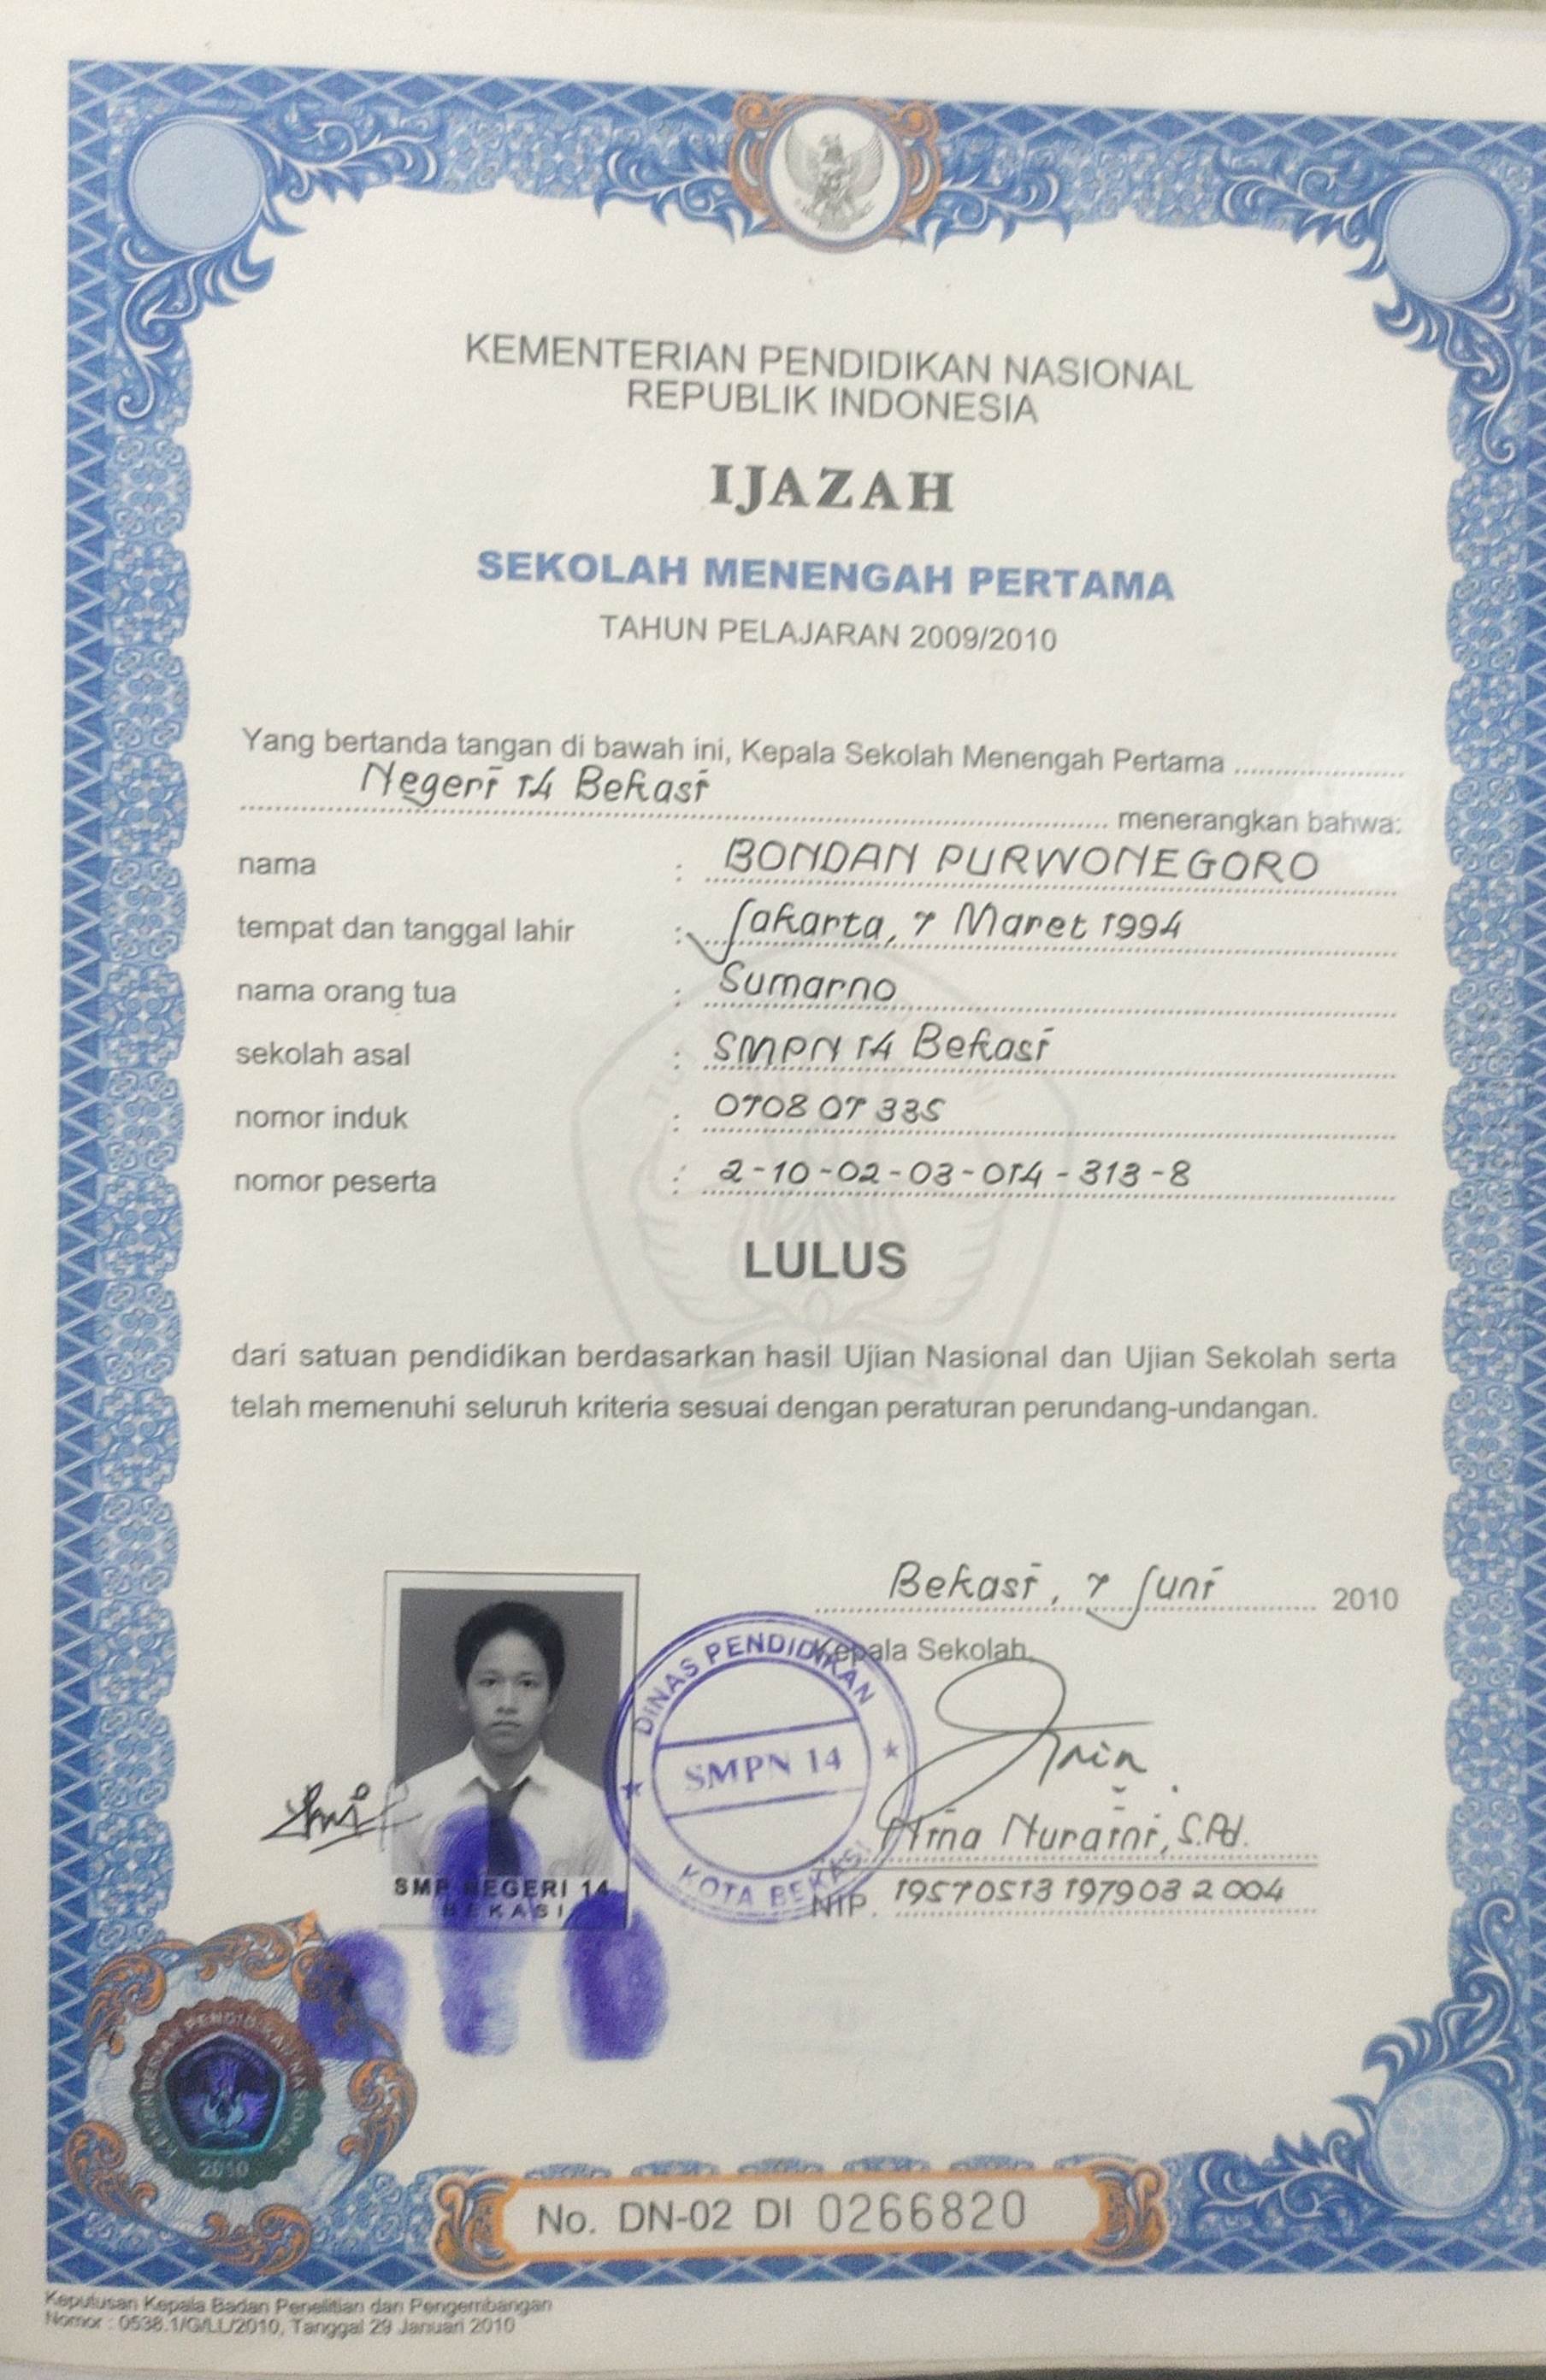 KEMENTERIAN PENDIDIKAN NASIONAL
REPUBLIK INDONESIA
IJAZAH
SEKOLAH MENENGAH PERTAMA
TAHUN PELAJARAN 2009/2010
Yang bertanda tangan di bawah ini, Kepala Sekolah Menengah Pertama ....................
Negeri 14 Bekasi
menerangkan bahwa:
nama : BONDAN PURWONEGORO
tempat dan tanggal lahir : Jakarta, 7 Maret 1994
nama orang tua : Sumarno
sekolah asal : SMPN 14 Bekasi
nomor induk : 0708 07 335
nomor peserta : 2-10-02-03-014-313-8
LULUS
dari satuan pendidikan berdasarkan hasil Ujian Nasional dan Ujian Sekolah serta
telah memenuhi seluruh kriteria sesuai dengan peraturan perundang-undangan.
Bekasi, 7 Juni 2010
Kepala Sekolah,
DINAS PENDIDIKAN
SMPN 14
KOTA BEKASI
Nina Nuraini, S.Pd.
NIP. 19570513 197903 2 004
SMP NEGERI 14
BEKASI
KEMENTERIAN PENDIDIKAN NASIONAL
2010
No. DN-02 DI 0266820
Keputusan Kepala Badan Penelitian dan Pengembangan
Nomor : 0538.1/G/LL/2010, Tanggal 29 Januari 2010